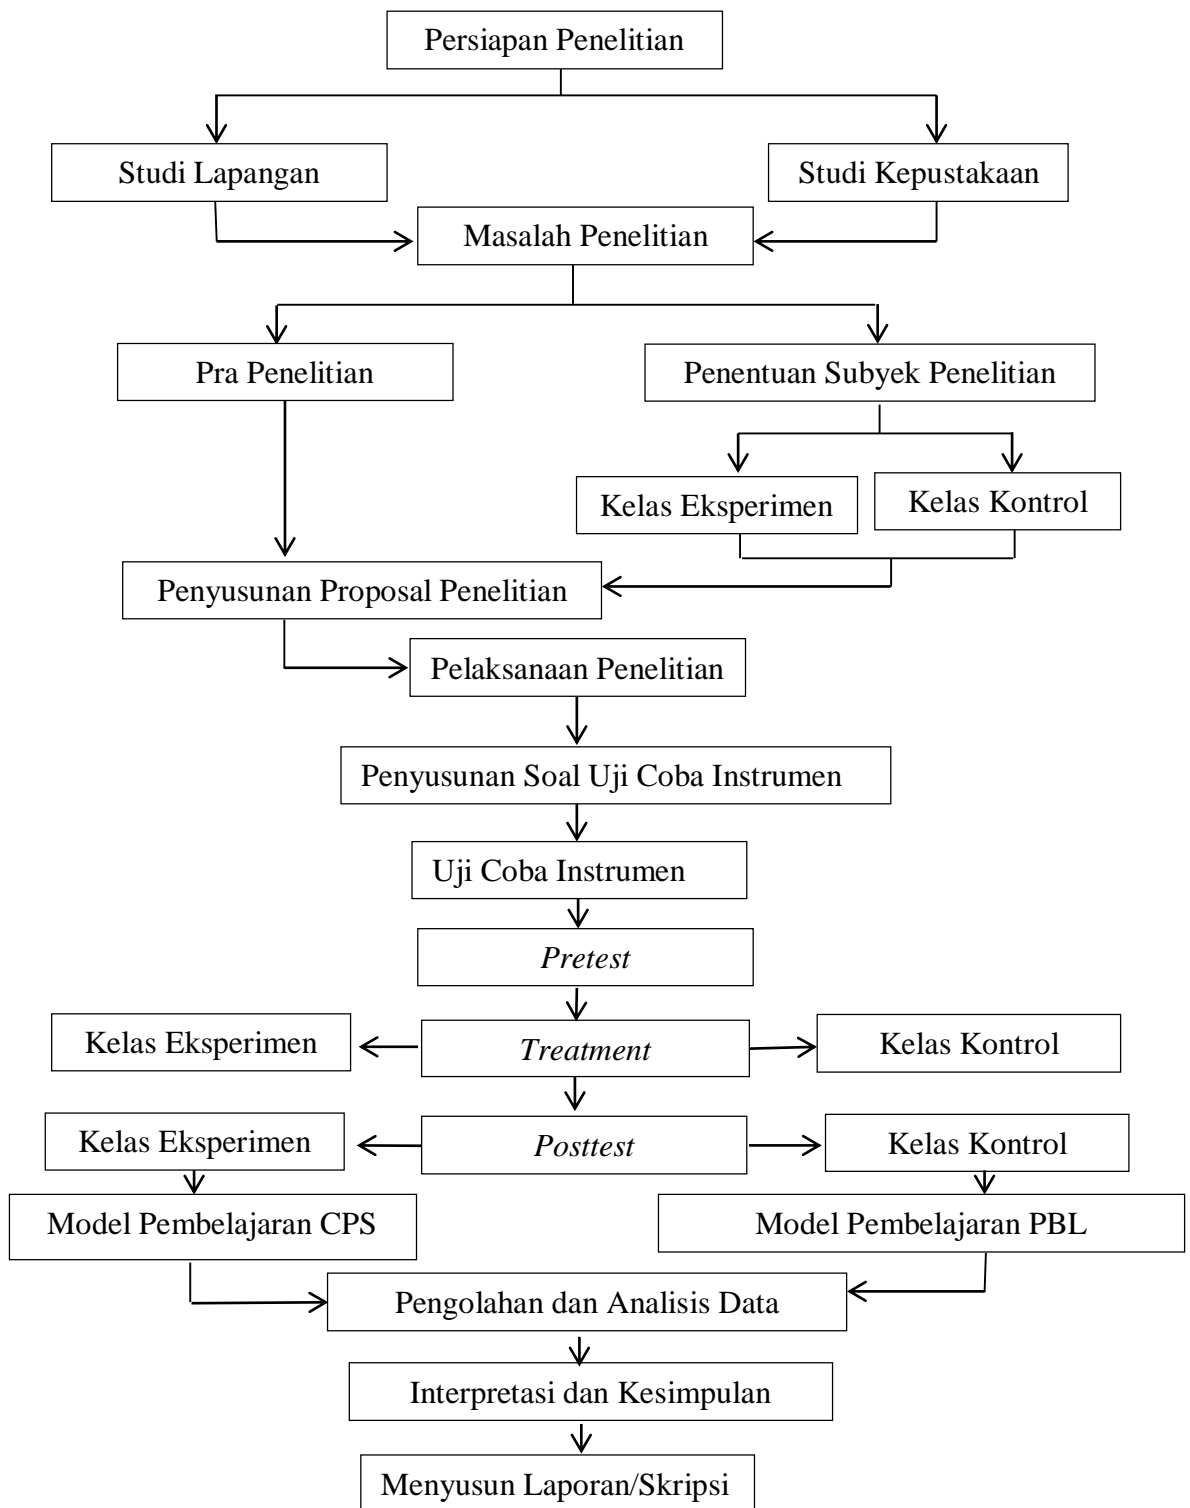 Persiapan Penelitian
Studi Lapangan
Studi Kepustakaan
Masalah Penelitian
Pra Penelitian
Penentuan Subyek Penelitian
Kelas Eksperimen
Kelas Kontrol
Penyusunan Proposal Penelitian
Pelaksanaan Penelitian
Penyusunan Soal Uji Coba Instrumen
Uji Coba Instrumen
Pretest
Kelas Eksperimen
Treatment
Kelas Kontrol
Kelas Eksperimen
Posttest
Kelas Kontrol
Model Pembelajaran CPS
Model Pembelajaran PBL
Pengolahan dan Analisis Data
Interpretasi dan Kesimpulan
Menyusun Laporan/Skripsi